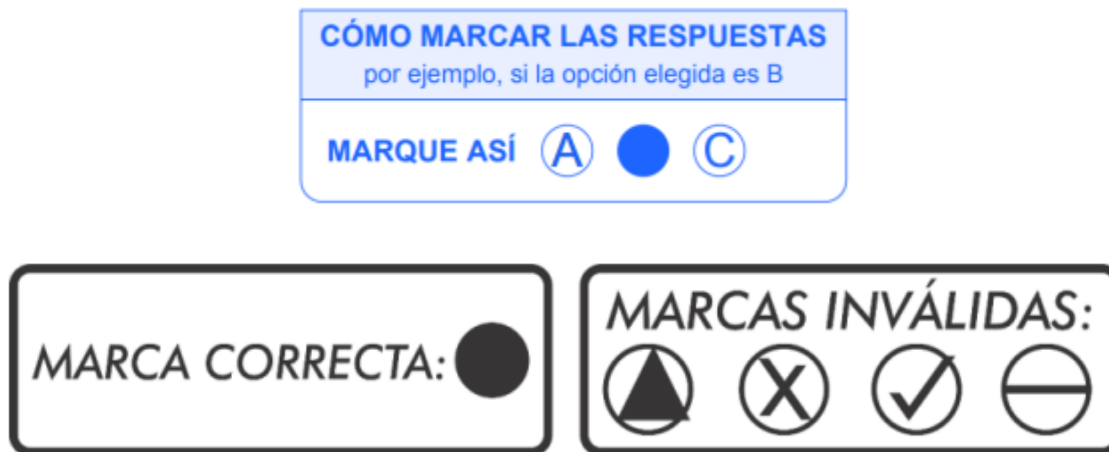 CÓMO MARCAR LAS RESPUESTAS
por ejemplo, si la opción elegida es B
MARQUE ASÍ A C
MARCA CORRECTA:
MARCAS INVÁLIDAS:
X